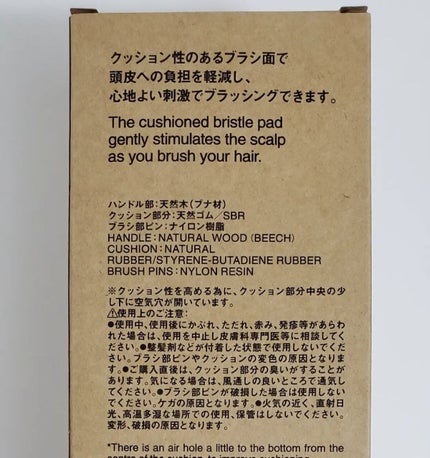 クッション性のあるブラシ面で
頭皮への負担を軽減し、
心地よい刺激でブラッシングできます。
The cushioned bristle pad
gently stimulates the scalp
as you brush your hair.
ハンドル部：天然木（ブナ材）
クッション部分：天然ゴム／SBR
ブラシ部ピン：ナイロン樹脂
HANDLE：NATURAL WOOD (BEECH)
CUSHION：NATURAL
RUBBER/STYRENE-BUTADIENE RUBBER
BRUSH PINS：NYLON RESIN
※クッション性を高める為に、クッション部分中央の少
し下に空気穴が開いています。
⚠使用上のご注意：
●使用中、使用後にかぶれ、ただれ、赤み、発疹等があらわ
れた場合は、使用を中止し皮膚科専門医等に相談してく
ださい。●整髪剤などが付着した状態で使用しないでくだ
さい。ブラシ部ピンやクッションの変色の原因となりま
す。●ご購入直後は、クッション部分の臭いがすることが
あります。気になる場合は、風通しの良いところで通気し
てください。●ブラシ部ピンが破損した場合は使用しない
でください。ケガの原因となります。●火気の近く、直射日
光、高温多湿な場所での使用、保管はしないでください。
変形、破損の原因となります。
*There is an air hole a little to the bottom from the
centre of the cushion, to improve cushioning.